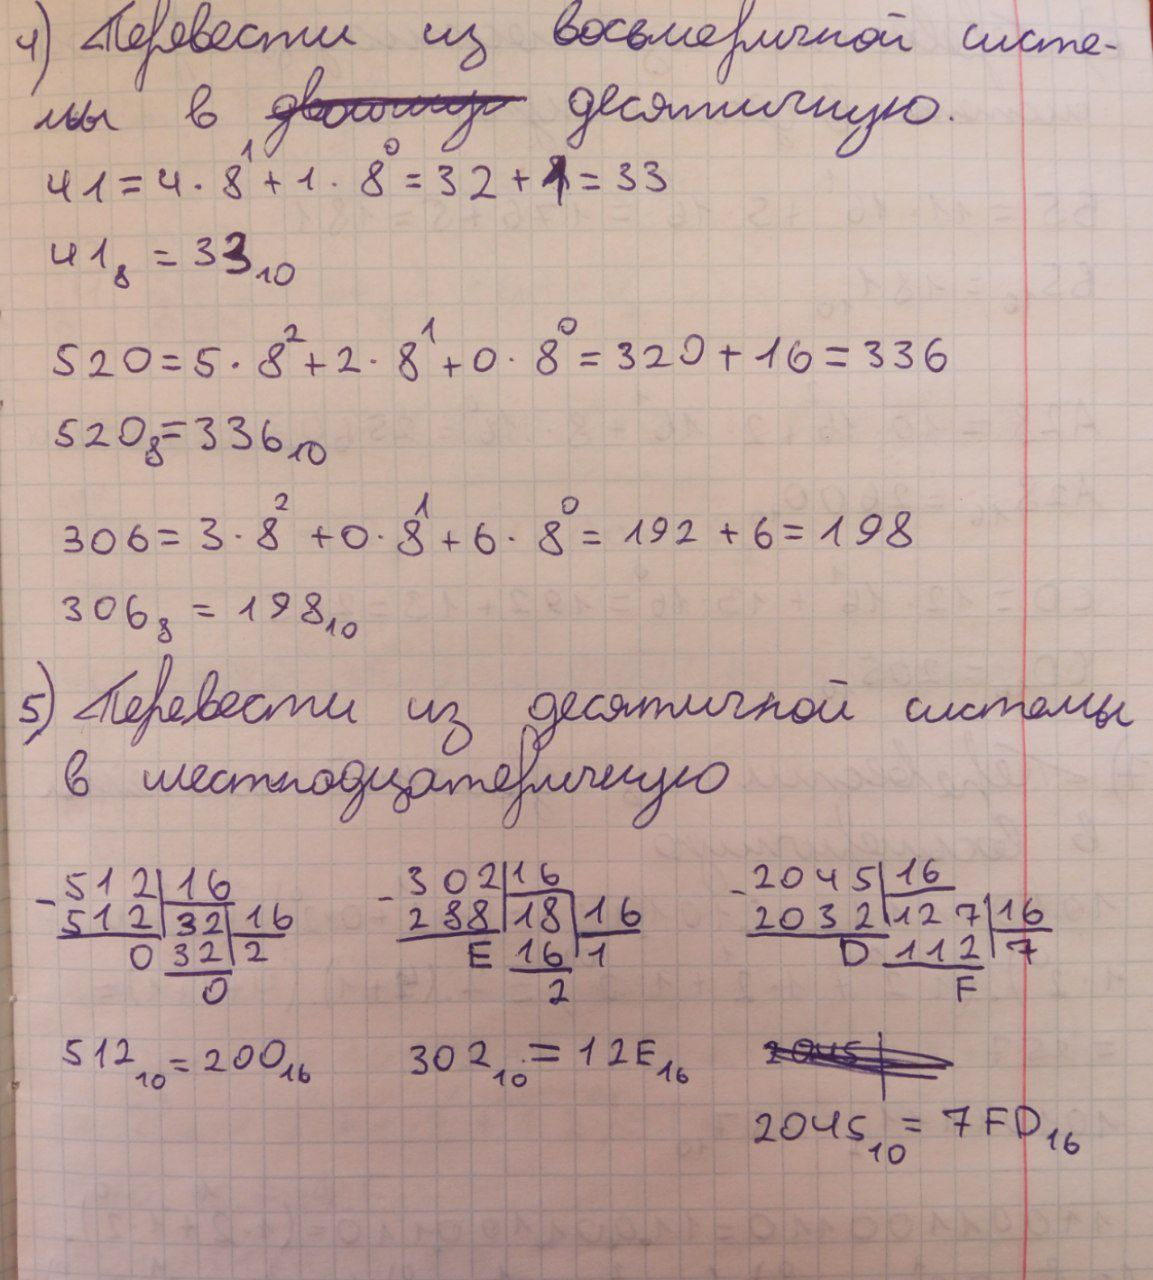 4) Перевести из восьмеричной систе-
мы в десятичную.
41 = 4 · 8¹ + 1 · 8⁰ = 32 + 1 = 33
41₈ = 33₁₀
520 = 5 · 8² + 2 · 8¹ + 0 · 8⁰ = 320 + 16 = 336
520₈ = 336₁₀
306 = 3 · 8² + 0 · 8¹ + 6 · 8⁰ = 192 + 6 = 198
306₈ = 198₁₀
5) Перевести из десятичной системы
в шестнадцатеричную
-512|16 -302|16 -2045|16
512|32|16 288|18|16 2032|127|16
0 32|2 E 16|1 D 112|7
0 2 F
512₁₀ = 200₁₆ 302₁₀ = 12E₁₆
2045₁₀ = 7FD₁₆